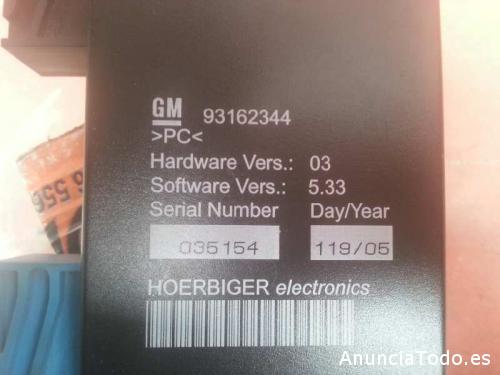 GM 93162344
>PC<
Hardware Vers.: 03
Software Vers.: 5.33
Serial Number Day/Year
035154 119/05
HOERBIGER electronics
AnunciaTodo.es